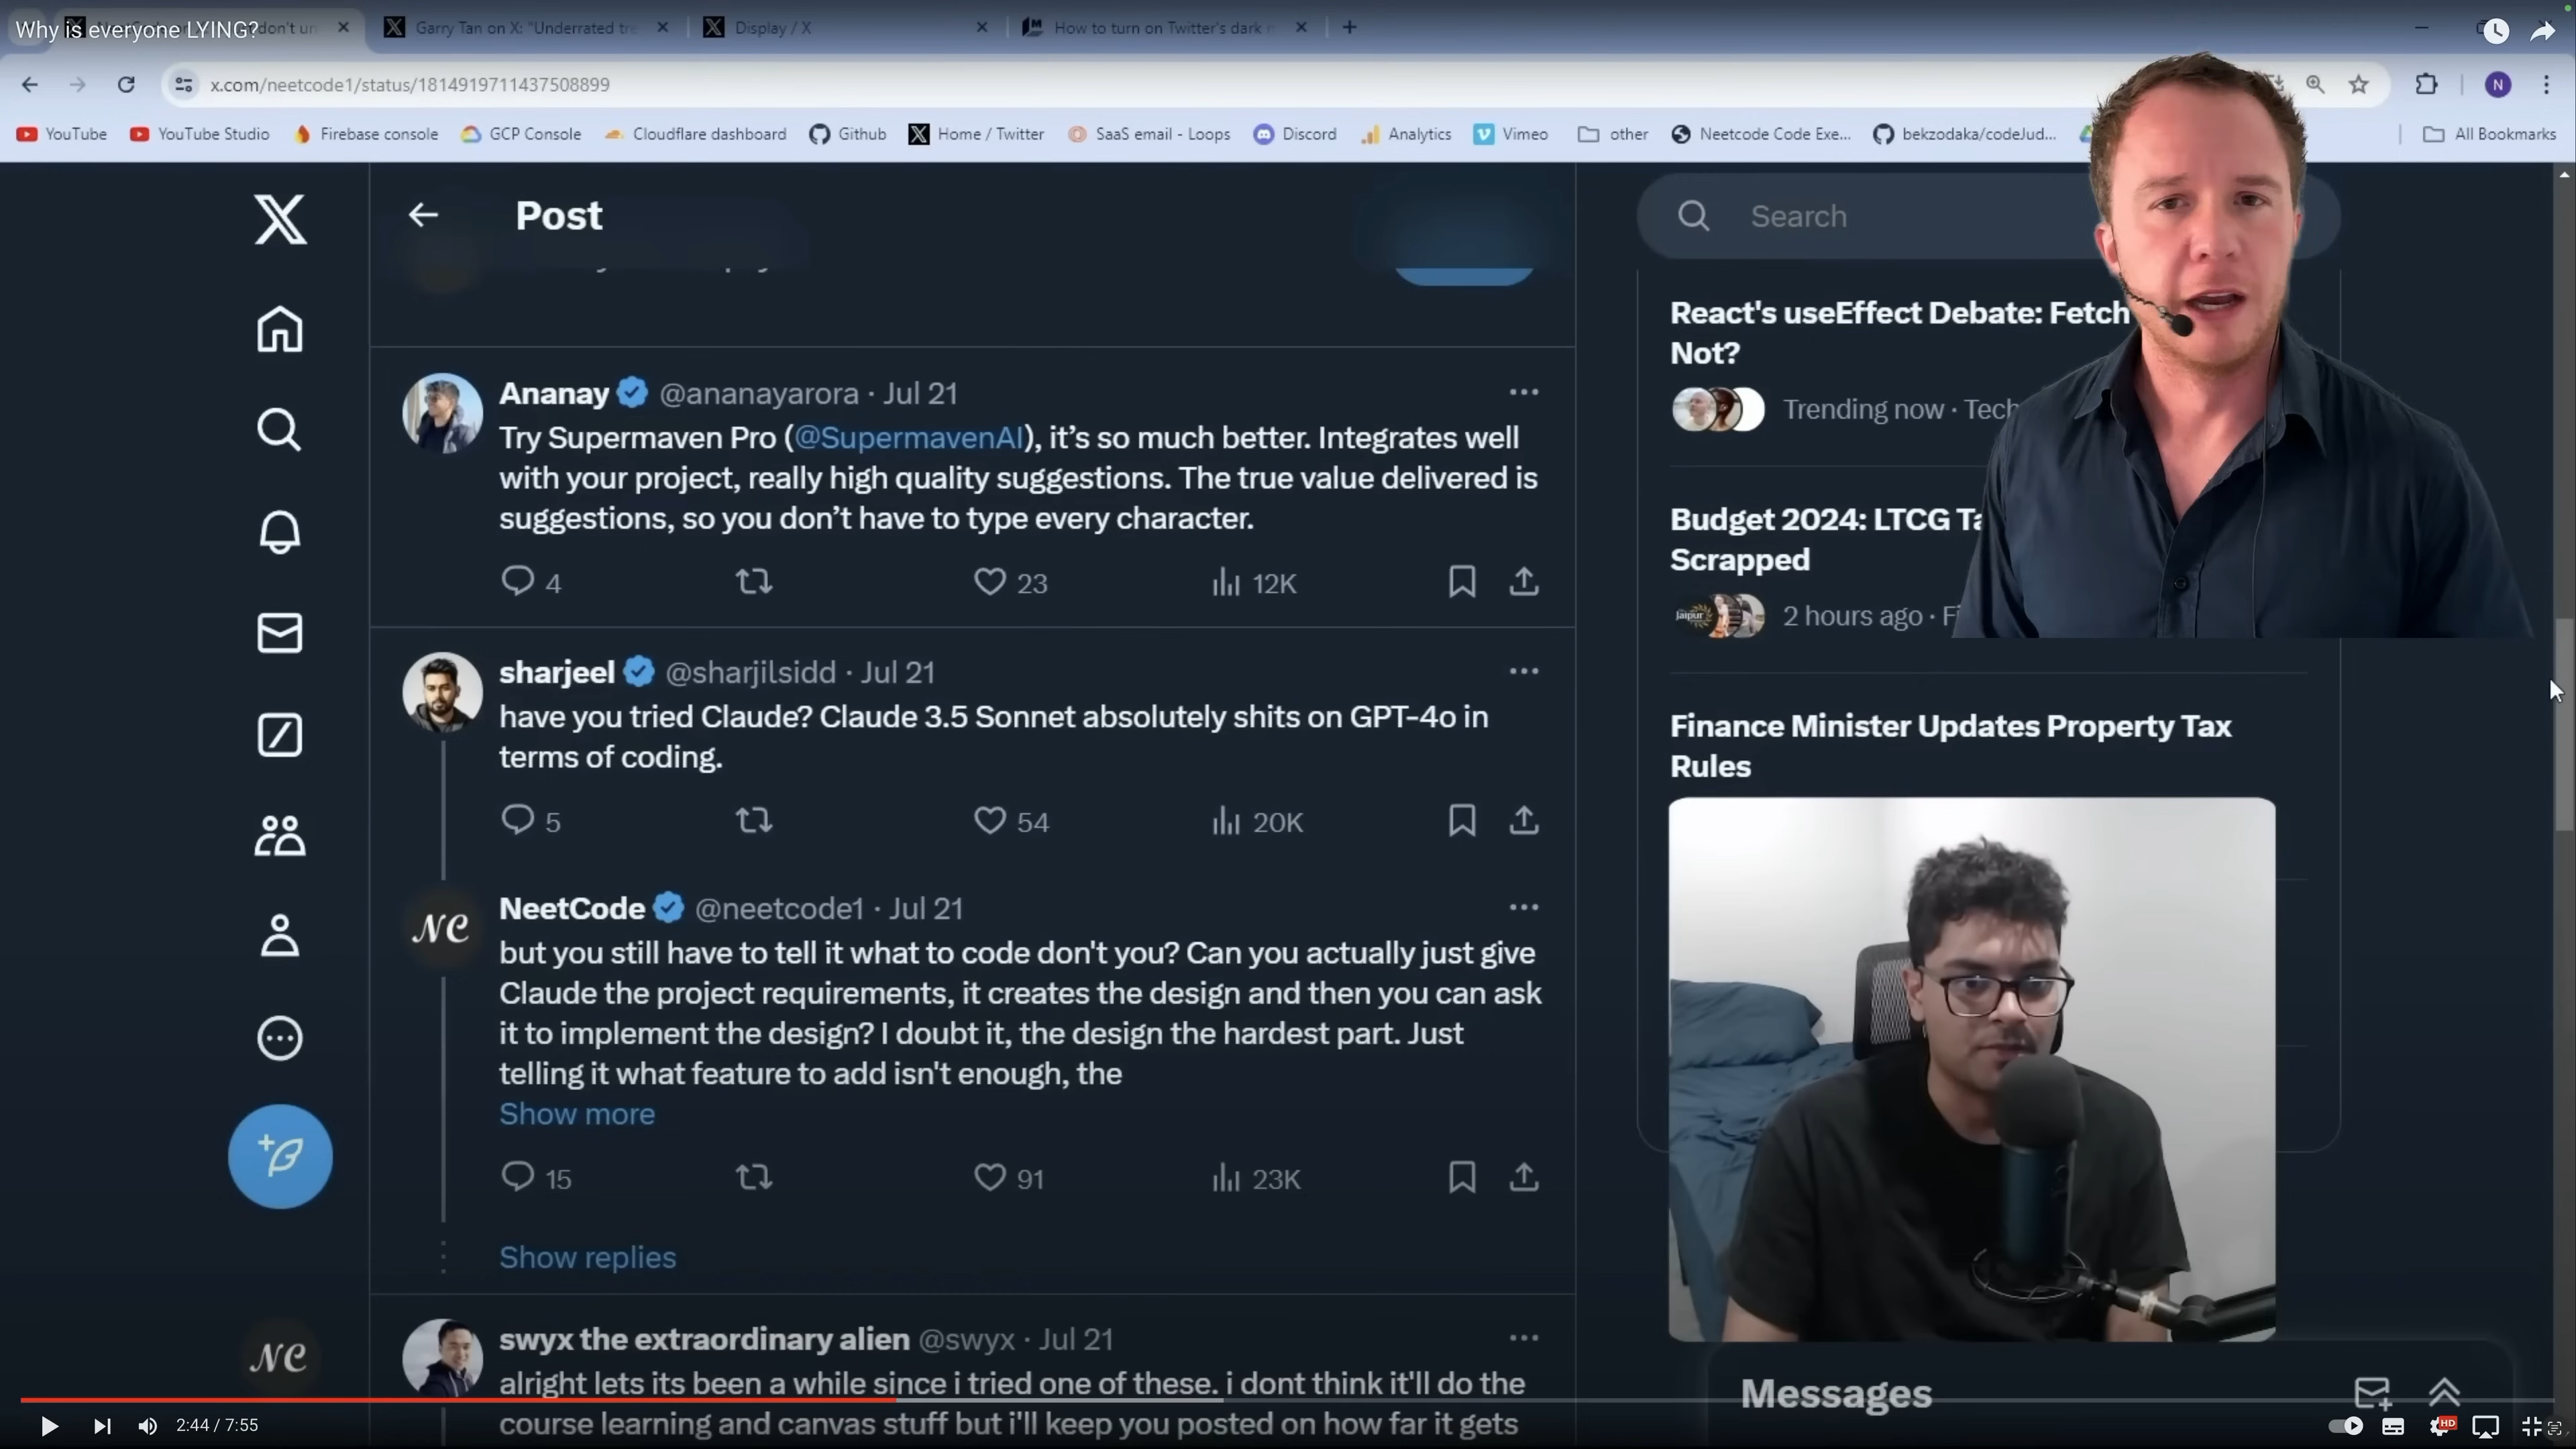 Why is everyone LYING?
don't un
Garry Tan on X: "Underrated tre
Display / X
How to turn on Twitter's dark
x.com/neetcode1/status/1814919711437508899
N
YouTube
YouTube Studio
Firebase console
GCP Console
Cloudflare dashboard
Github
Home / Twitter
SaaS email - Loops
Discord
Analytics
Vimeo
other
Neetcode Code Exe...
bekzodaka/codeJud...
All Bookmarks
Post
Search
Ananay @ananayarora · Jul 21
Try Supermaven Pro (@SupermavenAI), it’s so much better. Integrates well
with your project, really high quality suggestions. The true value delivered is
suggestions, so you don’t have to type every character.
4 23 12K
sharjeel @sharjilsidd · Jul 21
have you tried Claude? Claude 3.5 Sonnet absolutely shits on GPT-4o in
terms of coding.
5 54 20K
NC
NeetCode @neetcode1 · Jul 21
but you still have to tell it what to code don't you? Can you actually just give
Claude the project requirements, it creates the design and then you can ask
it to implement the design? I doubt it, the design the hardest part. Just
telling it what feature to add isn't enough, the
Show more
15 91 23K
Show replies
NC
swyx the extraordinary alien @swyx · Jul 21
alright lets its been a while since i tried one of these. i dont think it'll do the
course learning and canvas stuff but i'll keep you posted on how far it gets
React's useEffect Debate: Fetch
Not?
Trending now · Tech
Budget 2024: LTCG Ta
Scrapped
Jaipur
2 hours ago · Fi
Finance Minister Updates Property Tax
Rules
Messages
2:44 / 7:55
HD